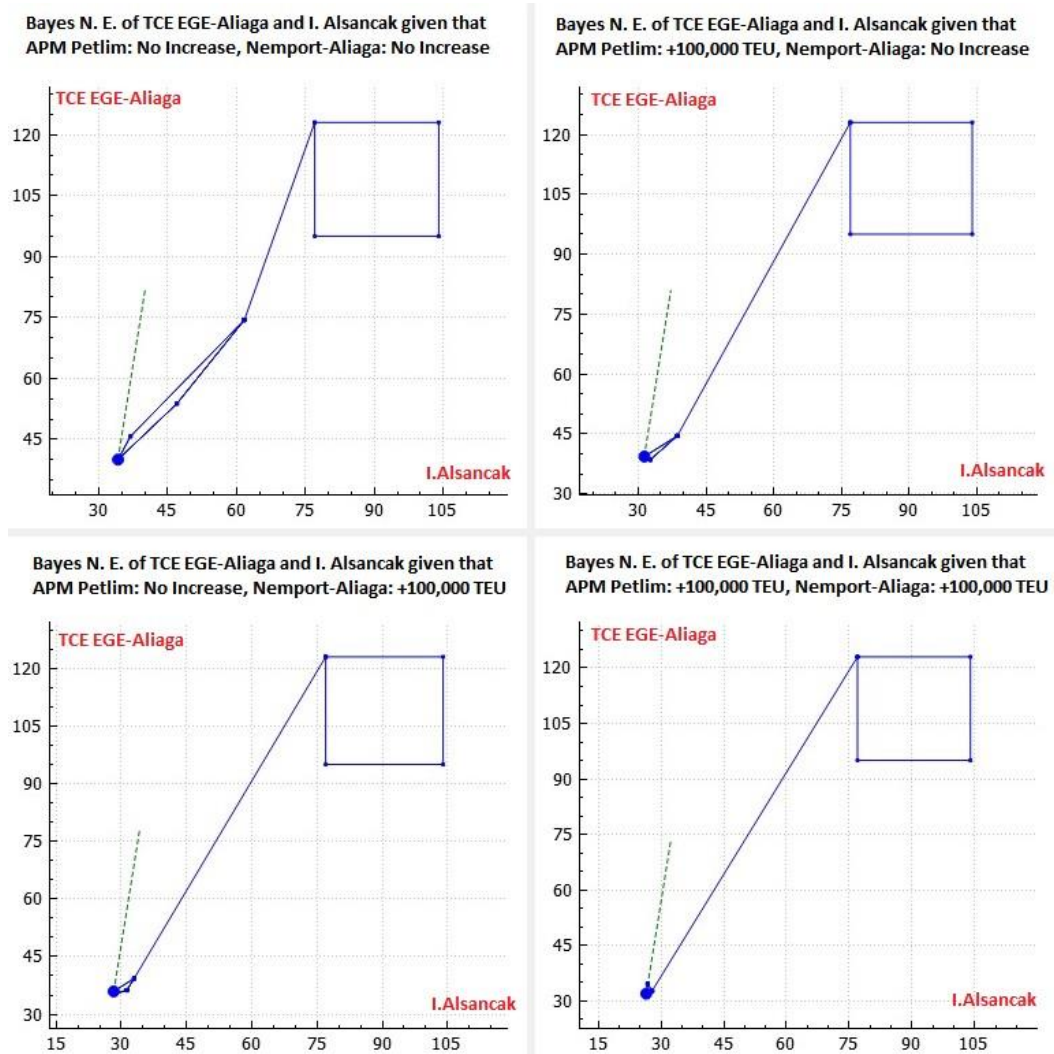 Bayes N. E. of TCE EGE-Aliaga and I. Alsancak given that
APM Petlim: No Increase, Nemport-Aliaga: No Increase
TCE EGE-Aliaga
120
105
90
75
60
45
I.Alsancak
30 45 60 75 90 105
Bayes N. E. of TCE EGE-Aliaga and I. Alsancak given that
APM Petlim: +100,000 TEU, Nemport-Aliaga: No Increase
TCE EGE-Aliaga
120
105
90
75
60
45
I.Alsancak
30
30 45 60 75 90 105
Bayes N. E. of TCE EGE-Aliaga and I. Alsancak given that
APM Petlim: No Increase, Nemport-Aliaga: +100,000 TEU
TCE EGE-Aliaga
120
105
90
75
60
45
I.Alsancak
30
15 30 45 60 75 90 105
Bayes N. E. of TCE EGE-Aliaga and I. Alsancak given that
APM Petlim: +100,000 TEU, Nemport-Aliaga: +100,000 TEU
TCE EGE-Aliaga
120
105
90
75
60
45
30
I.Alsancak
15 30 45 60 75 90 105